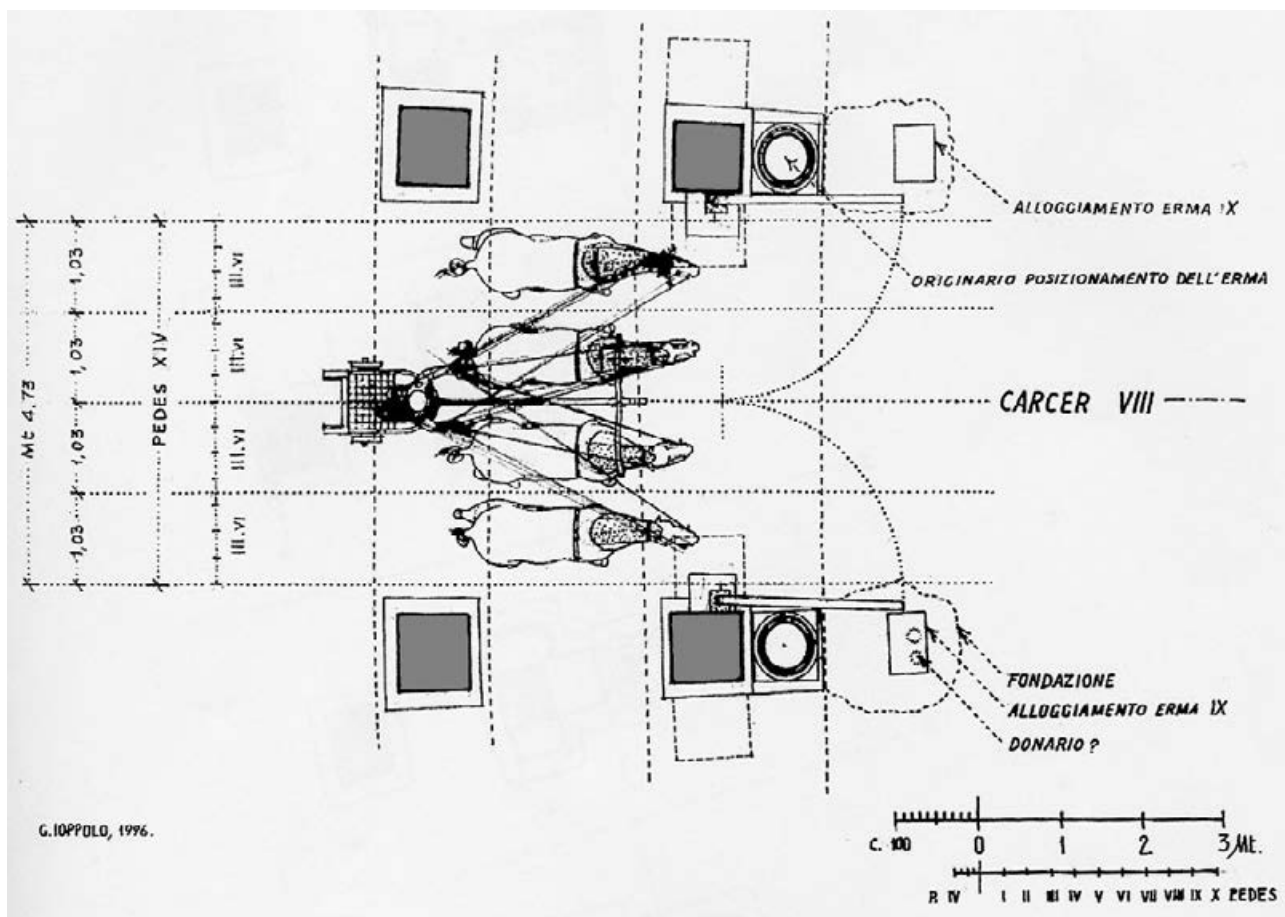 ALLOGGIAMENTO ERMA IX
ORIGINARIO POSIZIONAMENTO DELL'ERMA
CARCER VIII
Mt 4,73
1,03
1,03
1,03
1,03
PEDES XIV
III.VI
III.VI
III.VI
III.VI
FONDAZIONE
ALLOGGIAMENTO ERMA IX
DONARIO ?
G.IOPPOLO, 1996.
C. 100 0 1 2 3 Mt.
P. IV I II III IV V VI VII VIII IX X PEDES